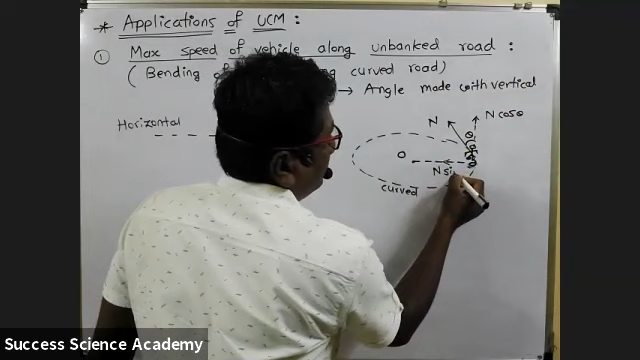 * Applications of UCM :
① Max speed of vehicle along unbanked road :
( Bending of curved road)
→ Angle made with vertical
Horizontal
N
N cosθ
θ
O
N si
curved
Success Science Academy